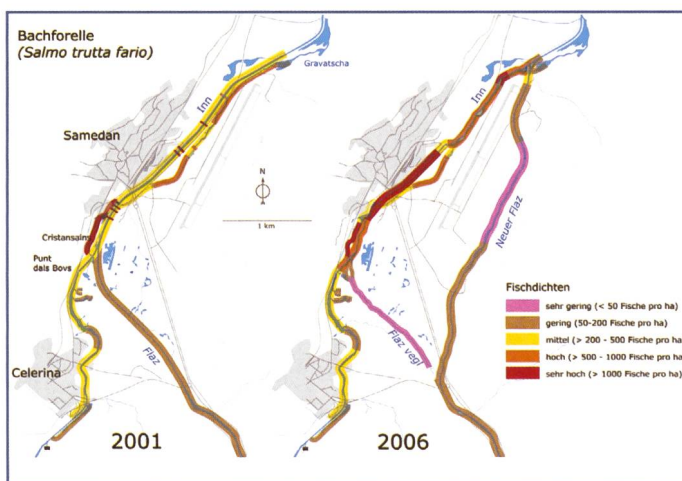 Bachforelle
(Salmo trutta fario)
Gravatscha
Inn
Samedan
N
1 km
Cristansains
Punt
dals Bovs
Flaz
Celerina
2001
Inn
Neuer Flaz
Flaz vegl
2006
Fischdichten
sehr gering (< 50 Fische pro ha)
gering (50-200 Fische pro ha)
mittel (> 200 - 500 Fische pro ha)
hoch (> 500 - 1000 Fische pro ha)
sehr hoch (> 1000 Fische pro ha)